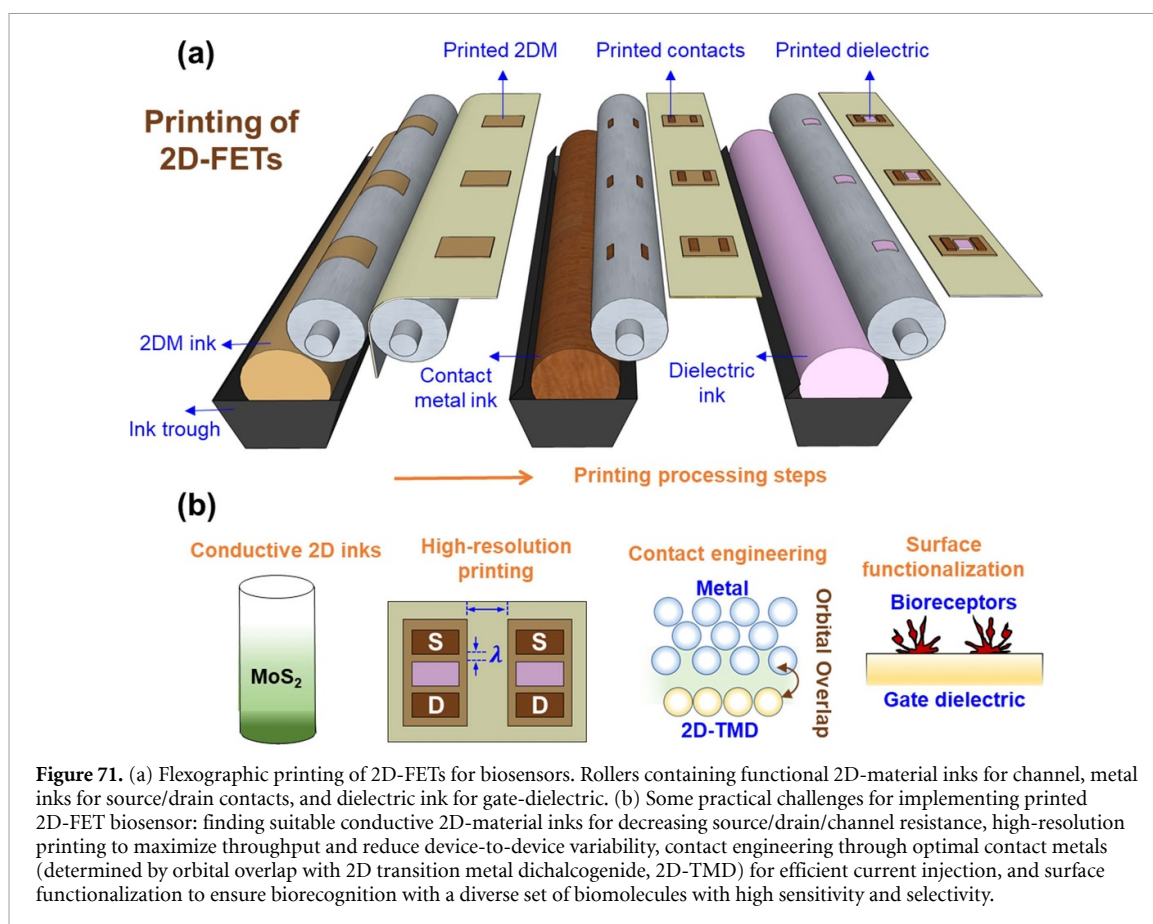 (a)
Printing of
2D-FETs
Printed 2DM
Printed contacts
Printed dielectric
2DM ink
Ink trough
Contact
metal ink
Dielectric
ink
Printing processing steps
(b)
Conductive 2D inks
MoS₂
High-resolution
printing
S
S
λ
D
D
Contact engineering
Metal
Orbital Overlap
2D-TMD
Surface
functionalization
Bioreceptors
Gate dielectric
Figure 71. (a) Flexographic printing of 2D-FETs for biosensors. Rollers containing functional 2D-material inks for channel, metal
inks for source/drain contacts, and dielectric ink for gate-dielectric. (b) Some practical challenges for implementing printed
2D-FET biosensor: finding suitable conductive 2D-material inks for decreasing source/drain/channel resistance, high-resolution
printing to maximize throughput and reduce device-to-device variability, contact engineering through optimal contact metals
(determined by orbital overlap with 2D transition metal dichalcogenide, 2D-TMD) for efficient current injection, and surface
functionalization to ensure biorecognition with a diverse set of biomolecules with high sensitivity and selectivity.